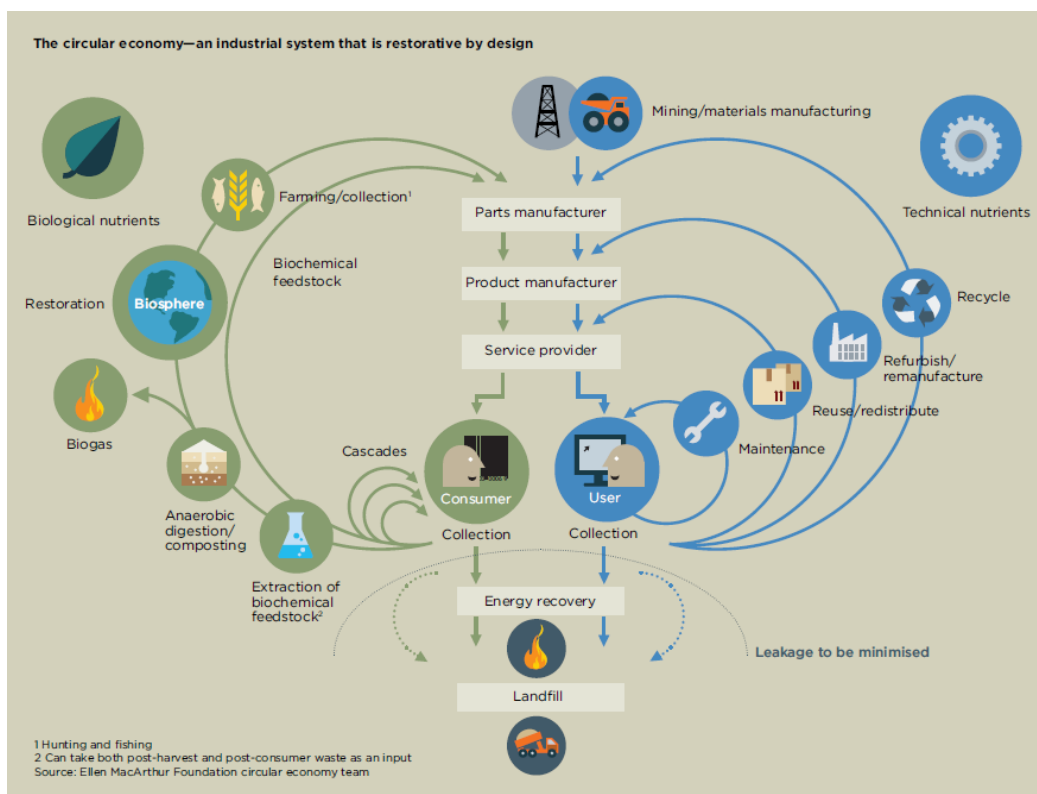 The circular economy—an industrial system that is restorative by design
Mining/materials manufacturing
Biological nutrients
Technical nutrients
Farming/collection¹
Parts manufacturer
Biochemical
feedstock
Product manufacturer
Restoration
Biosphere
Recycle
Service provider
Refurbish/
remanufacture
Reuse/redistribute
Biogas
Cascades
Maintenance
Consumer
User
Anaerobic
digestion/
composting
Collection
Collection
Extraction of
biochemical
feedstock²
Energy recovery
Leakage to be minimised
Landfill
1 Hunting and fishing
2 Can take both post-harvest and post-consumer waste as an input
Source: Ellen MacArthur Foundation circular economy team